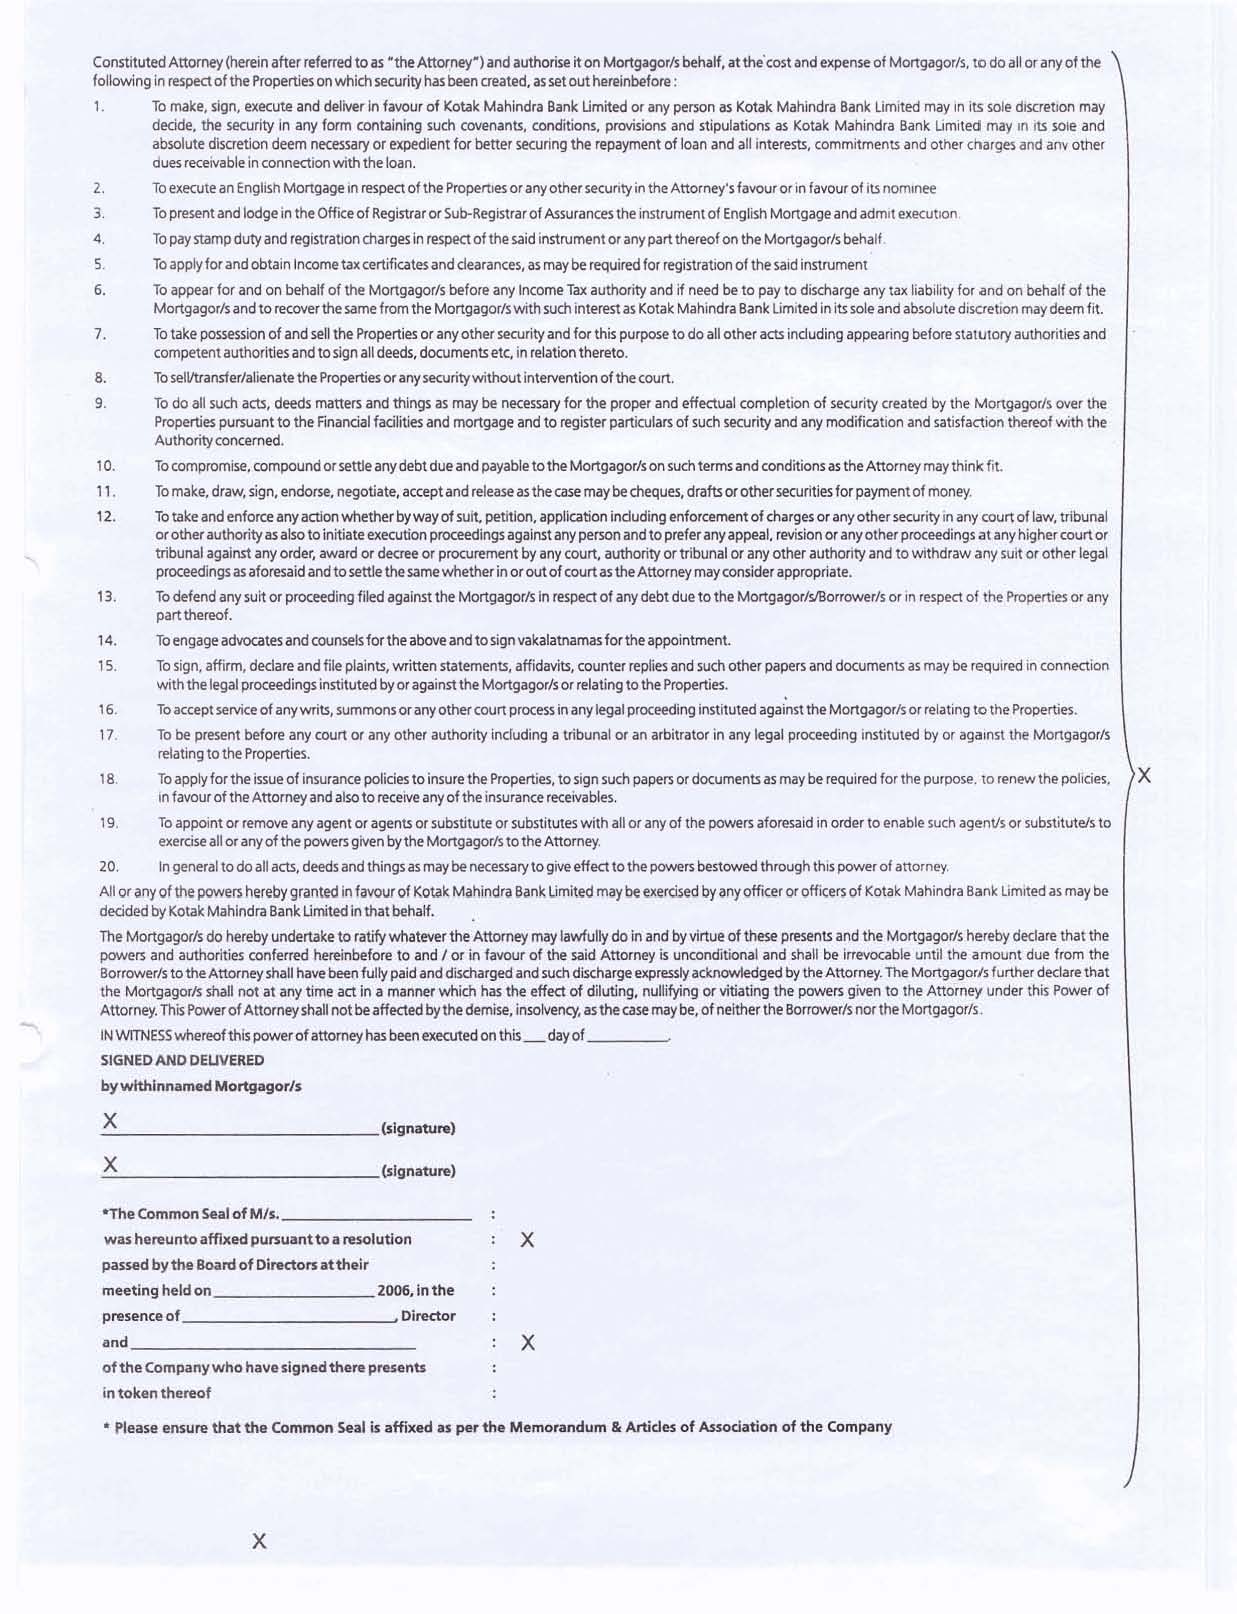 Constituted Attorney (herein after referred to as "the Attorney") and authorise it on Mortgagor/s behalf, at the cost and expense of Mortgagor/s, to do all or any of the
following in respect of the Properties on which security has been created, as set out hereinbefore :
1. To make, sign, execute and deliver in favour of Kotak Mahindra Bank Limited or any person as Kotak Mahindra Bank Limited may in its sole discretion may
decide, the security in any form containing such covenants, conditions, provisions and stipulations as Kotak Mahindra Bank Limited may in its sole and
absolute discretion deem necessary or expedient for better securing the repayment of loan and all interests, commitments and other charges and any other
dues receivable in connection with the loan.
2. To execute an English Mortgage in respect of the Properties or any other security in the Attorney's favour or in favour of its nominee
3. To present and lodge in the Office of Registrar or Sub-Registrar of Assurances the instrument of English Mortgage and admit execution.
4. To pay stamp duty and registration charges in respect of the said instrument or any part thereof on the Mortgagor/s behalf.
5. To apply for and obtain Income tax certificates and clearances, as may be required for registration of the said instrument
6. To appear for and on behalf of the Mortgagor/s before any Income Tax authority and if need be to pay to discharge any tax liability for and on behalf of the
Mortgagor/s and to recover the same from the Mortgagor/s with such interest as Kotak Mahindra Bank Limited in its sole and absolute discretion may deem fit.
7. To take possession of and sell the Properties or any other security and for this purpose to do all other acts including appearing before statutory authorities and
competent authorities and to sign all deeds, documents etc, in relation thereto.
8. To sell/transfer/alienate the Properties or any security without intervention of the court.
9. To do all such acts, deeds matters and things as may be necessary for the proper and effectual completion of security created by the Mortgagor/s over the
Properties pursuant to the Financial facilities and mortgage and to register particulars of such security and any modification and satisfaction thereof with the
Authority concerned.
10. To compromise, compound or settle any debt due and payable to the Mortgagor/s on such terms and conditions as the Attorney may think fit.
11. To make, draw, sign, endorse, negotiate, accept and release as the case may be cheques, drafts or other securities for payment of money.
12. To take and enforce any action whether by way of suit, petition, application including enforcement of charges or any other security in any court of law, tribunal
or other authority as also to initiate execution proceedings against any person and to prefer any appeal, revision or any other proceedings at any higher court or
tribunal against any order, award or decree or procurement by any court, authority or tribunal or any other authority and to withdraw any suit or other legal
proceedings as aforesaid and to settle the same whether in or out of court as the Attorney may consider appropriate.
13. To defend any suit or proceeding filed against the Mortgagor/s in respect of any debt due to the Mortgagor/s/Borrower/s or in respect of the Properties or any
part thereof.
14. To engage advocates and counsels for the above and to sign vakalatnamas for the appointment.
15. To sign, affirm, declare and file plaints, written statements, affidavits, counter replies and such other papers and documents as may be required in connection
with the legal proceedings instituted by or against the Mortgagor/s or relating to the Properties.
16. To accept service of any writs, summons or any other court process in any legal proceeding instituted against the Mortgagor/s or relating to the Properties.
17. To be present before any court or any other authority including a tribunal or an arbitrator in any legal proceeding instituted by or against the Mortgagor/s
relating to the Properties.
18. To apply for the issue of insurance policies to insure the Properties, to sign such papers or documents as may be required for the purpose, to renew the policies,
in favour of the Attorney and also to receive any of the insurance receivables.
X
19. To appoint or remove any agent or agents or substitute or substitutes with all or any of the powers aforesaid in order to enable such agent/s or substitute/s to
exercise all or any of the powers given by the Mortgagor/s to the Attorney.
20. In general to do all acts, deeds and things as may be necessary to give effect to the powers bestowed through this power of attorney.
All or any of the powers hereby granted in favour of Kotak Mahindra Bank Limited may be exercised by any officer or officers of Kotak Mahindra Bank Limited as may be
decided by Kotak Mahindra Bank Limited in that behalf.
The Mortgagor/s do hereby undertake to ratify whatever the Attorney may lawfully do in and by virtue of these presents and the Mortgagor/s hereby declare that the
powers and authorities conferred hereinbefore to and / or in favour of the said Attorney is unconditional and shall be irrevocable until the amount due from the
Borrower/s to the Attorney shall have been fully paid and discharged and such discharge expressly acknowledged by the Attorney. The Mortgagor/s further declare that
the Mortgagor/s shall not at any time act in a manner which has the effect of diluting, nullifying or vitiating the powers given to the Attorney under this Power of
Attorney. This Power of Attorney shall not be affected by the demise, insolvency, as the case may be, of neither the Borrower/s nor the Mortgagor/s.
IN WITNESS whereof this power of attorney has been executed on this ___ day of __________.
SIGNED AND DELIVERED
by withinnamed Mortgagor/s
X ______________________ (signature)
X ______________________ (signature)
*The Common Seal of M/s. ____________________ :
was hereunto affixed pursuant to a resolution : X
passed by the Board of Directors at their :
meeting held on ________________ 2006, in the :
presence of ______________________, Director :
and ______________________________ : X
of the Company who have signed there presents :
in token thereof :
* Please ensure that the Common Seal is affixed as per the Memorandum & Articles of Association of the Company
X